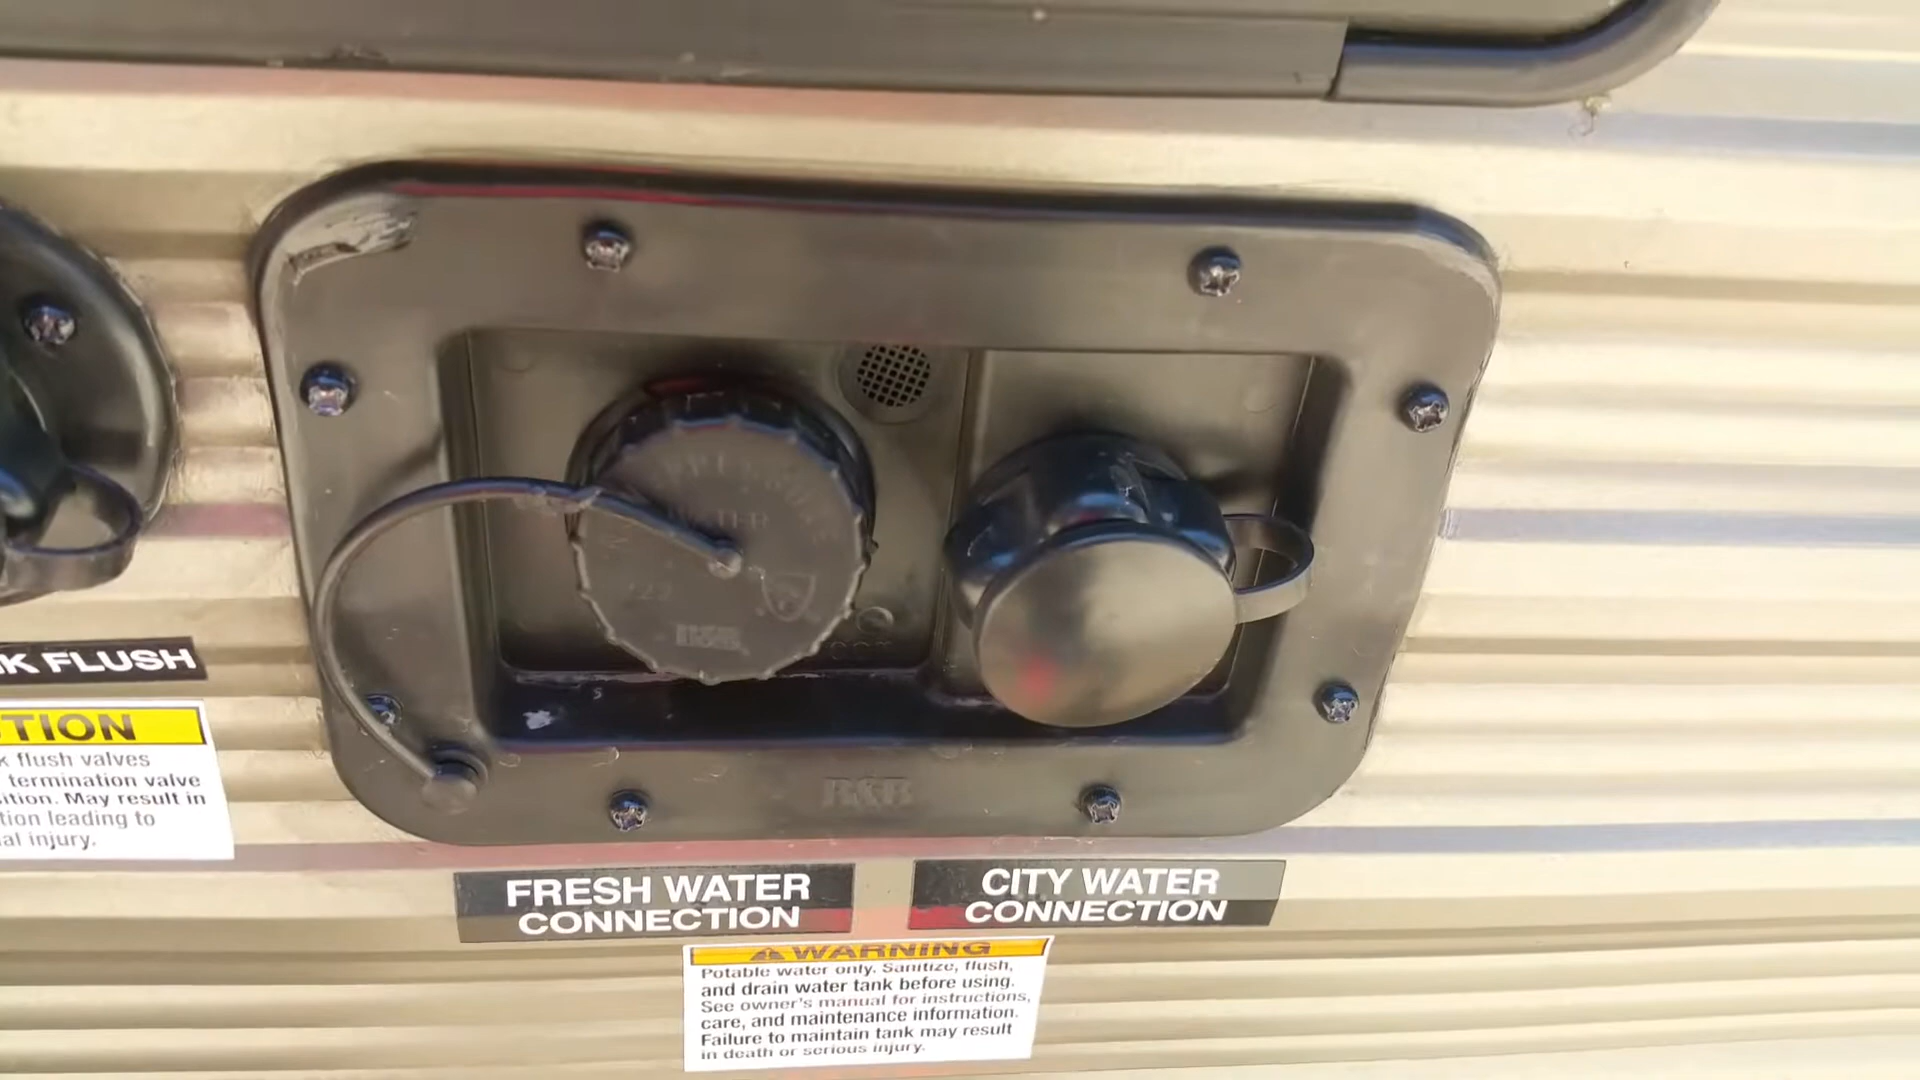 K FLUSH
TION
k flush valves
termination valve
ition. May result in
tion leading to
al injury.
WATER
B&B
FRESH WATER
CONNECTION
CITY WATER
CONNECTION
WARNING
Potable water only. Sanitize, flush,
and drain water tank before using.
See owner's manual for instructions,
care, and maintenance information.
Failure to maintain tank may result
in death or serious injury.